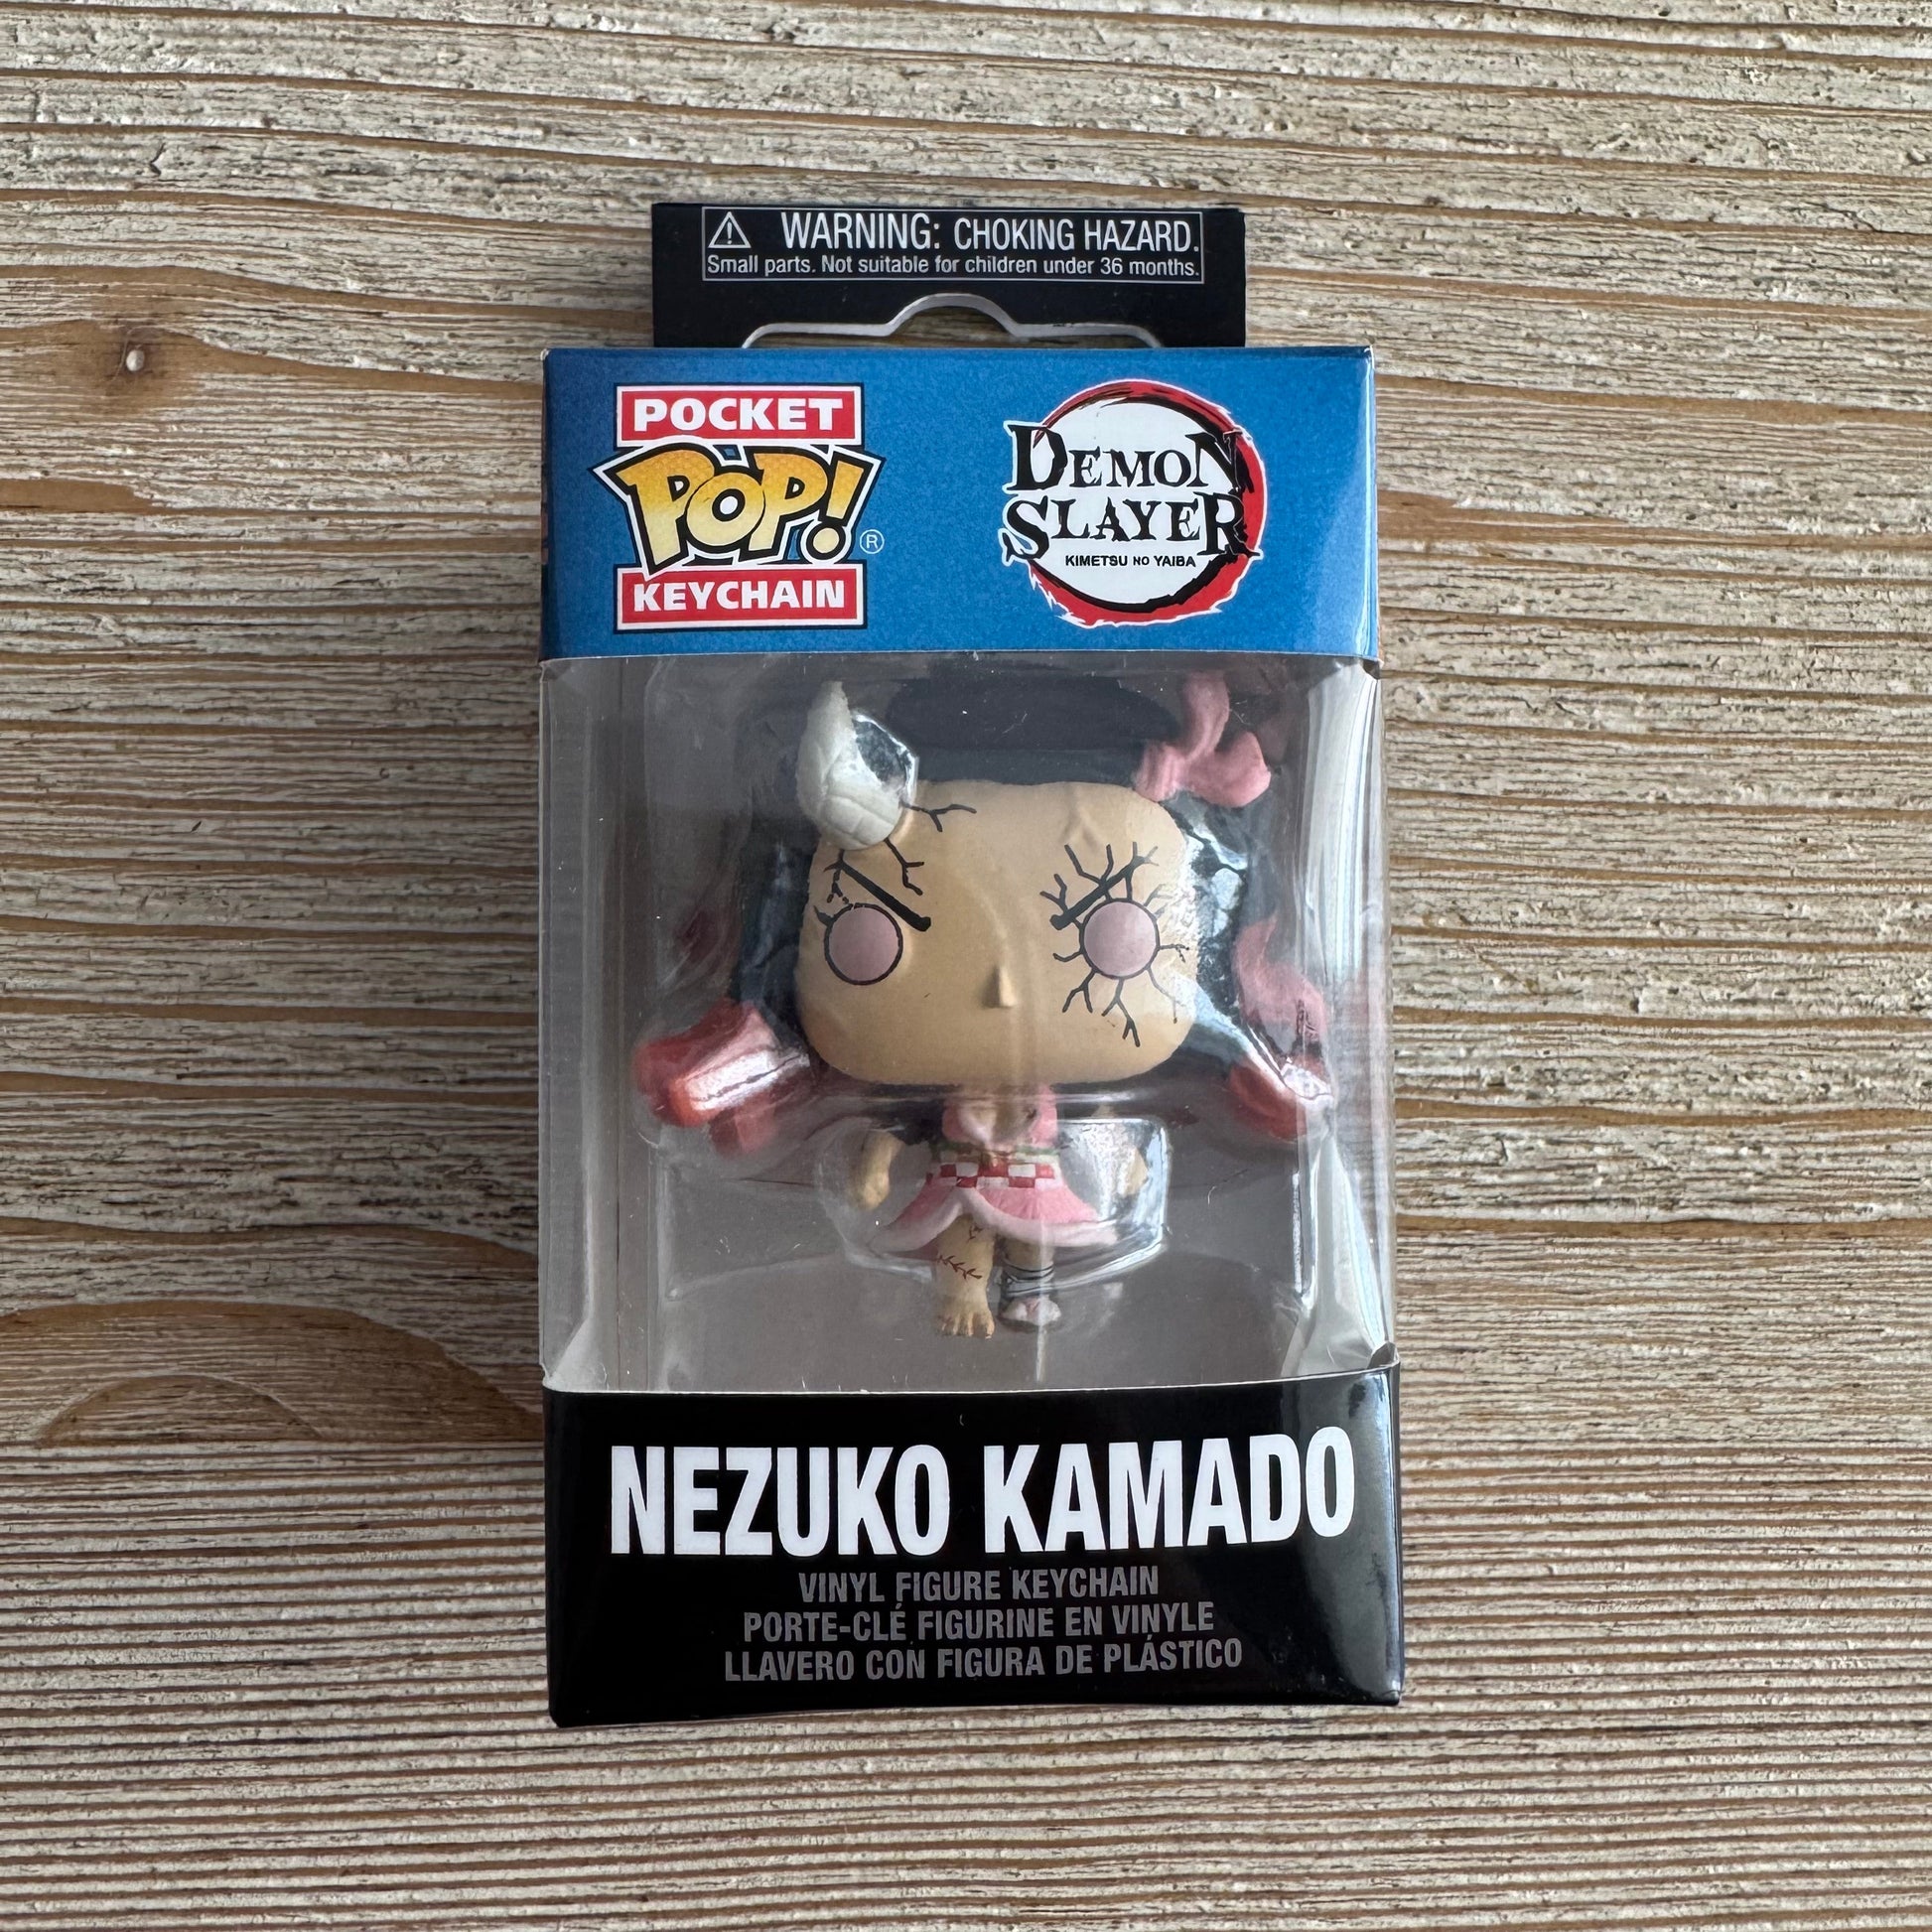 WARNING: CHOKING HAZARD.
Small parts. Not suitable for children under 36 months.
POCKET
POP! ®
KEYCHAIN
DEMON
SLAYER
KIMETSU NO YAIBA
NEZUKO KAMADO
VINYL FIGURE KEYCHAIN
PORTE-CLÉ FIGURINE EN VINYLE
LLAVERO CON FIGURA DE PLÁSTICO